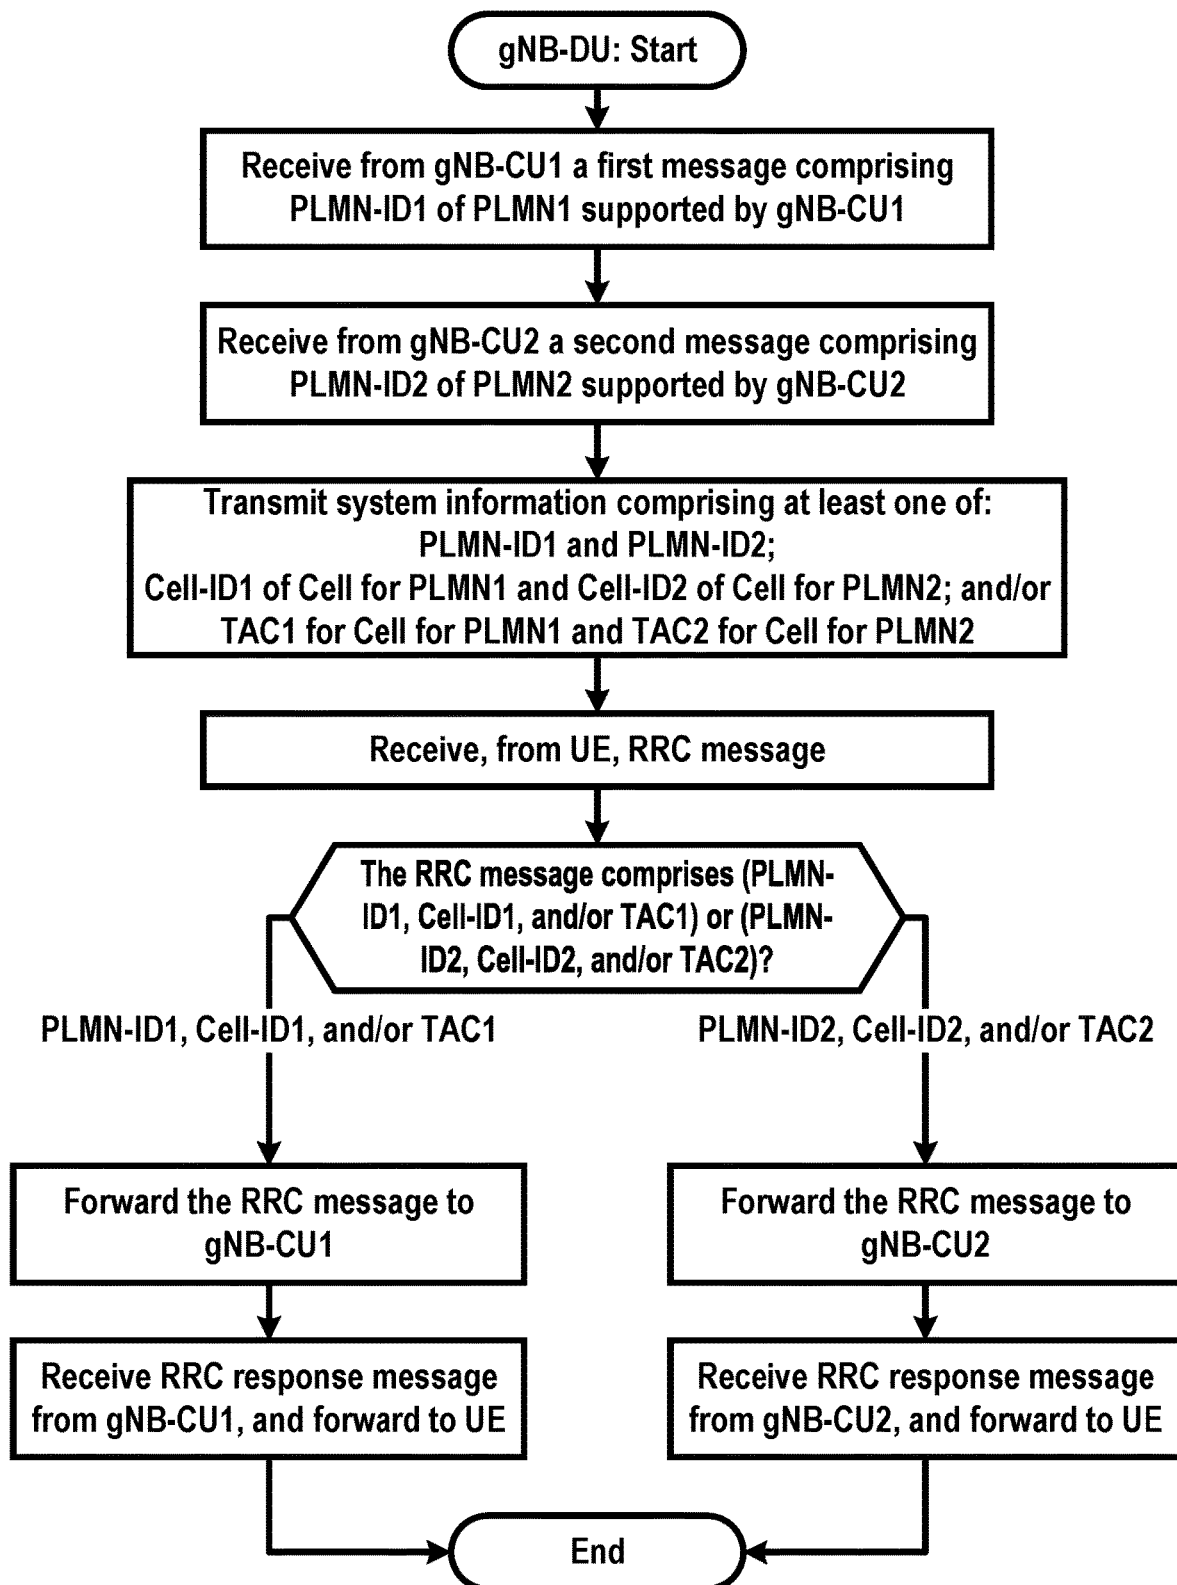 gNB-DU: Start
Receive from gNB-CU1 a first message comprising
PLMN-ID1 of PLMN1 supported by gNB-CU1
Receive from gNB-CU2 a second message comprising
PLMN-ID2 of PLMN2 supported by gNB-CU2
Transmit system information comprising at least one of:
PLMN-ID1 and PLMN-ID2;
Cell-ID1 of Cell for PLMN1 and Cell-ID2 of Cell for PLMN2; and/or
TAC1 for Cell for PLMN1 and TAC2 for Cell for PLMN2
Receive, from UE, RRC message
The RRC message comprises (PLMN-
ID1, Cell-ID1, and/or TAC1) or (PLMN-
ID2, Cell-ID2, and/or TAC2)?
PLMN-ID1, Cell-ID1, and/or TAC1
PLMN-ID2, Cell-ID2, and/or TAC2
Forward the RRC message to
gNB-CU1
Forward the RRC message to
gNB-CU2
Receive RRC response message
from gNB-CU1, and forward to UE
Receive RRC response message
from gNB-CU2, and forward to UE
End